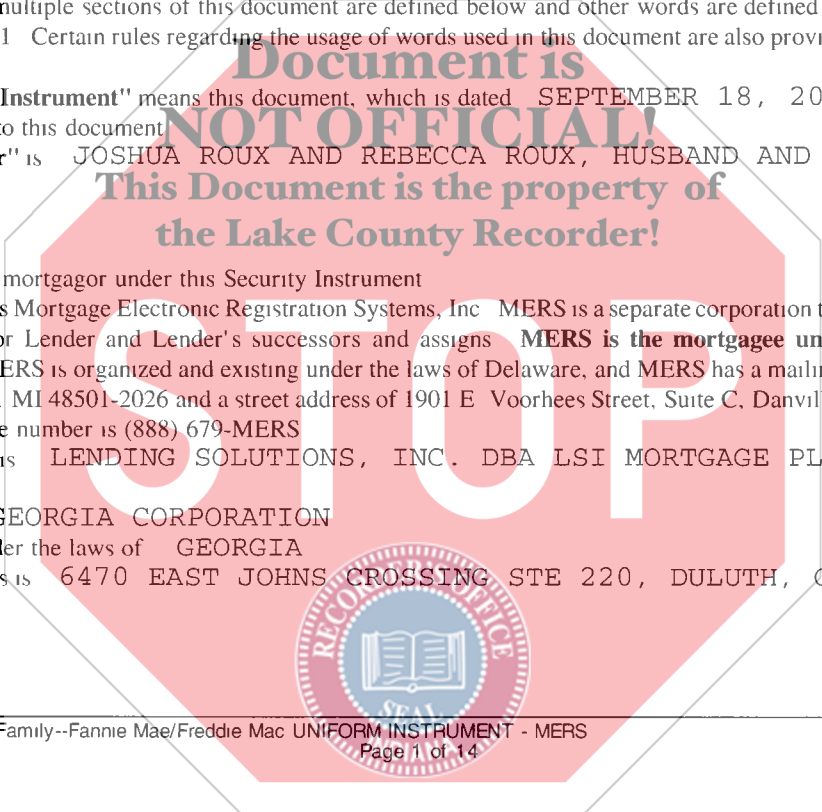 multiple sections of this document are defined below and other words are defined
1 Certain rules regarding the usage of words used in this document are also provi
Document is
Instrument" means this document, which is dated SEPTEMBER 18, 20
to this document
NOT OFFICIAL!
r" is JOSHUA ROUX AND REBECCA ROUX, HUSBAND AND
This Document is the property of
the Lake County Recorder!
mortgagor under this Security Instrument
s Mortgage Electronic Registration Systems, Inc MERS is a separate corporation t
or Lender and Lender's successors and assigns MERS is the mortgagee un
ERS is organized and existing under the laws of Delaware, and MERS has a mailin
MI 48501-2026 and a street address of 1901 E Voorhees Street, Suite C, Danvil
e number is (888) 679-MERS
is LENDING SOLUTIONS, INC. DBA LSI MORTGAGE PL
STOP
GEORGIA CORPORATION
er the laws of GEORGIA
s is 6470 EAST JOHNS CROSSING STE 220, DULUTH, G
RECORDER'S OFFICE
SEAL
Family--Fannie Mae/Freddie Mac UNIFORM INSTRUMENT - MERS
Page 1 of 14